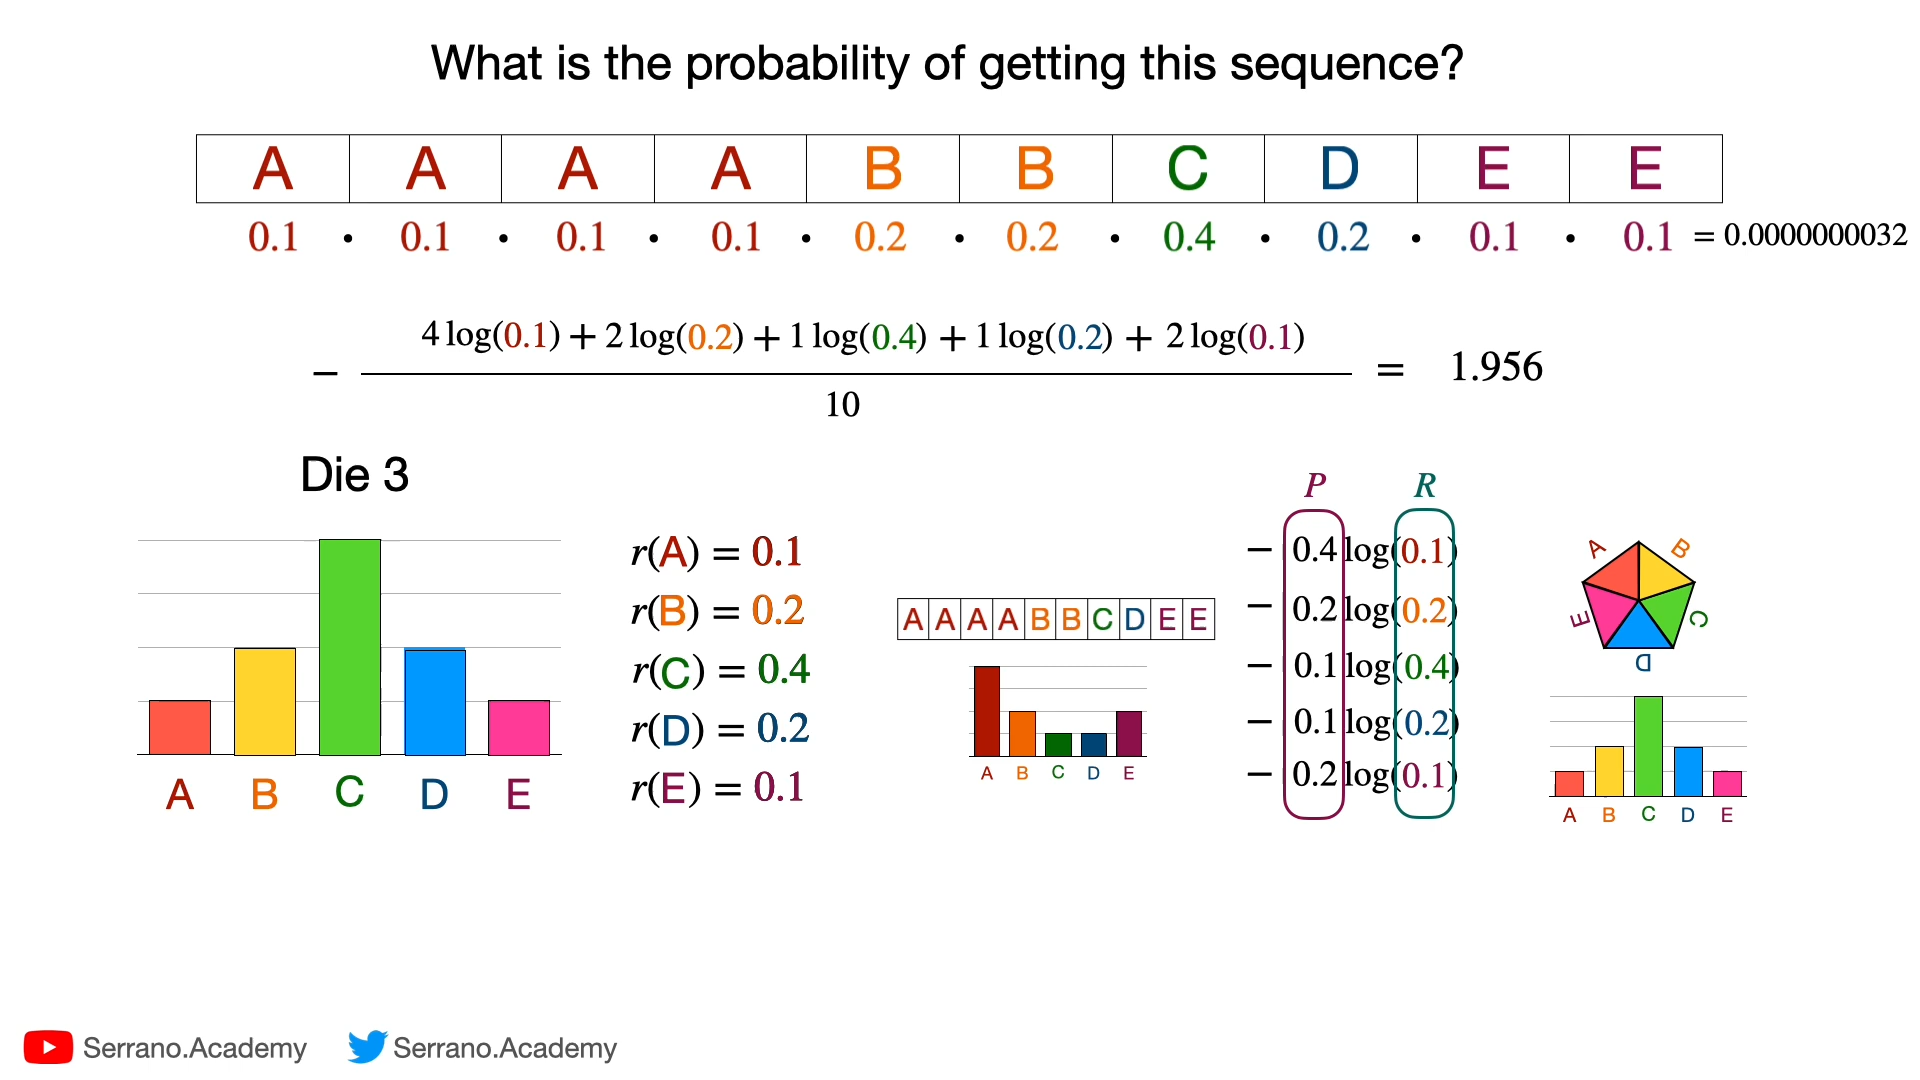 What is the probability of getting this sequence?
A A A A B B C D E E
0.1 · 0.1 · 0.1 · 0.1 · 0.2 · 0.2 · 0.4 · 0.2 · 0.1 · 0.1 = 0.0000000032
4 log(0.1) + 2 log(0.2) + 1 log(0.4) + 1 log(0.2) + 2 log(0.1)
− = 1.956
10
Die 3
A B C D E
r(A) = 0.1
r(B) = 0.2
r(C) = 0.4
r(D) = 0.2
r(E) = 0.1
A A A A B B C D E E
A B C D E
P R
− 0.4 log(0.1)
− 0.2 log(0.2)
− 0.1 log(0.4)
− 0.1 log(0.2)
− 0.2 log(0.1)
A B
E C
D
A B C D E
Serrano.Academy Serrano.Academy